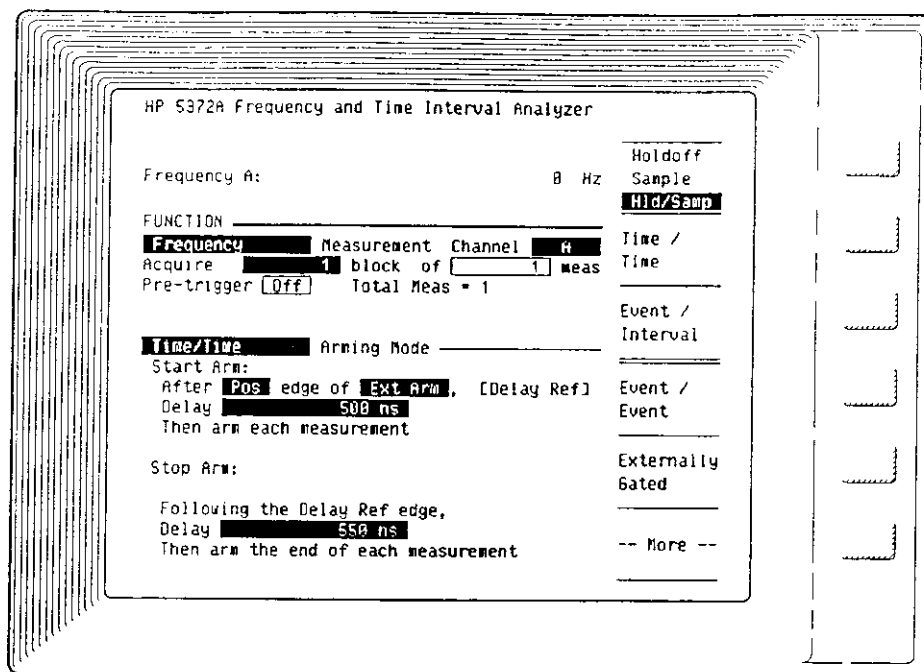 HP 5372A Frequency and Time Interval Analyzer
Frequency A: 0 Hz
FUNCTION
Frequency Measurement Channel A
Acquire 1 block of 1 meas
Pre-trigger Off Total Meas = 1
Time/Time Arming Mode
Start Arm:
After Pos edge of Ext Arm, [Delay Ref]
Delay 500 ns
Then arm each measurement
Stop Arm:
Following the Delay Ref edge,
Delay 550 ns
Then arm the end of each measurement
Holdoff
Sample
Hld/Samp
Time /
Time
Event /
Interval
Event /
Event
Externally
Gated
-- More --